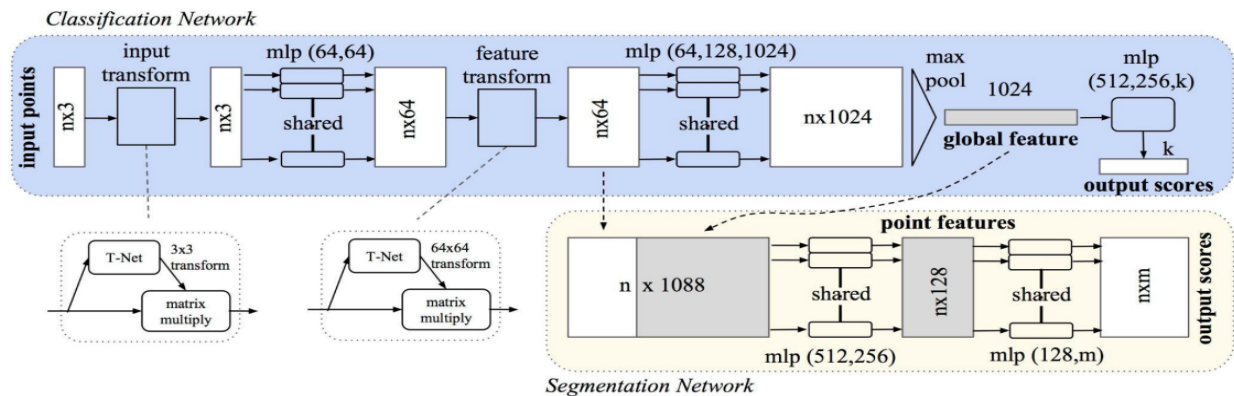 Classification Network
input points
nx3
input
transform
nx3
mlp (64,64)
shared
nx64
feature
transform
nx64
mlp (64,128,1024)
shared
nx1024
max
pool
1024
global feature
mlp
(512,256,k)
k
output scores
T-Net
3x3
transform
matrix
multiply
T-Net
64x64
transform
matrix
multiply
point features
n x 1088
shared
mlp (512,256)
nx128
shared
mlp (128,m)
nxm
output scores
Segmentation Network